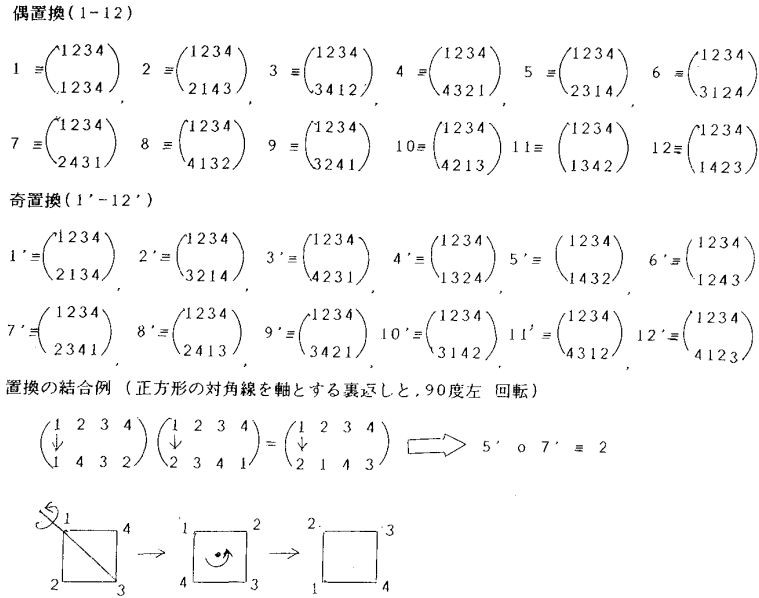 偶置換(1-12)
1 ≡(1234 2 ≡(1234 3 ≡(1234 4 ≡(1234 5 ≡(1234 6 ≡(1234
1234), 2143), 3412), 4321), 2314), 3124)
7 ≡(1234 8 ≡(1234 9 ≡(1234 10≡(1234 11≡(1234 12≡(1234
2431) 4132) 3241) 4213) 1342) 1423)
奇置換(1'-12')
1'≡(1234 2'≡(1234 3'≡(1234 4'≡(1234 5'≡(1234 6'≡(1234
2134), 3214), 4231), 1324), 1432), 1243)
7'≡(1234 8'≡(1234 9'≡(1234 10'≡(1234 11'≡(1234 12'≡(1234
2341), 2413), 3421), 3142), 4312), 4123)
置換の結合例 (正方形の対角線を軸とする裏返しと,90度左 回転)
(1 2 3 4)(1 2 3 4)=(1 2 3 4) ⇒ 5' o 7' ≡ 2
↓ ↓ ↓
1 4 3 2 2 3 4 1 2 1 4 3
1 4 1 2 2 3
→ →
2 3 4 3 1 4